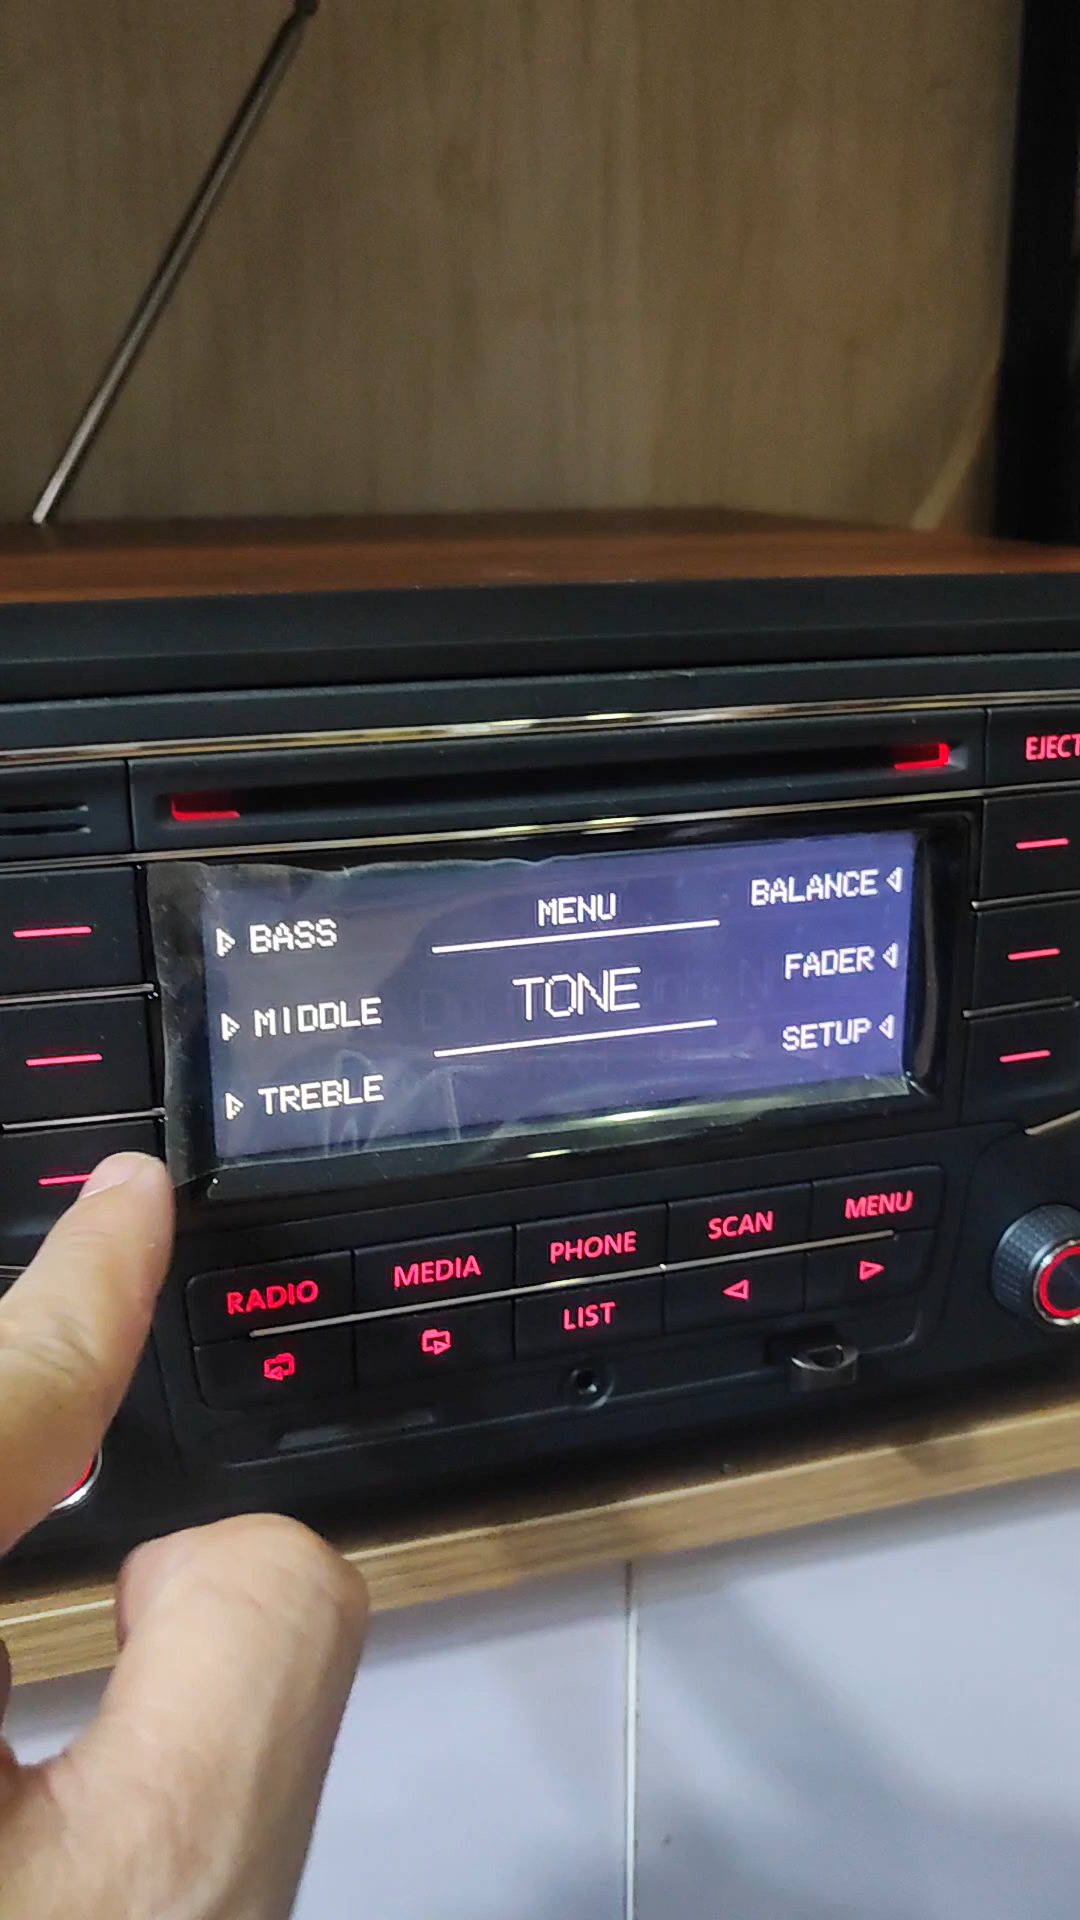 EJECT
MENU
BALANCE
BASS
TONE
FADER
MIDDLE
SETUP
TREBLE
RADIO
MEDIA
PHONE
SCAN
MENU
LIST